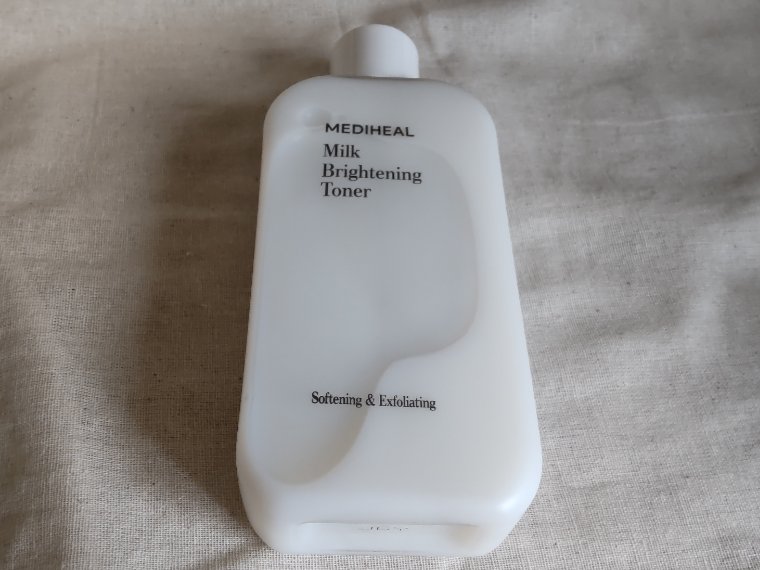 MEDIHEAL
Milk
Brightening
Toner
Softening & Exfoliating